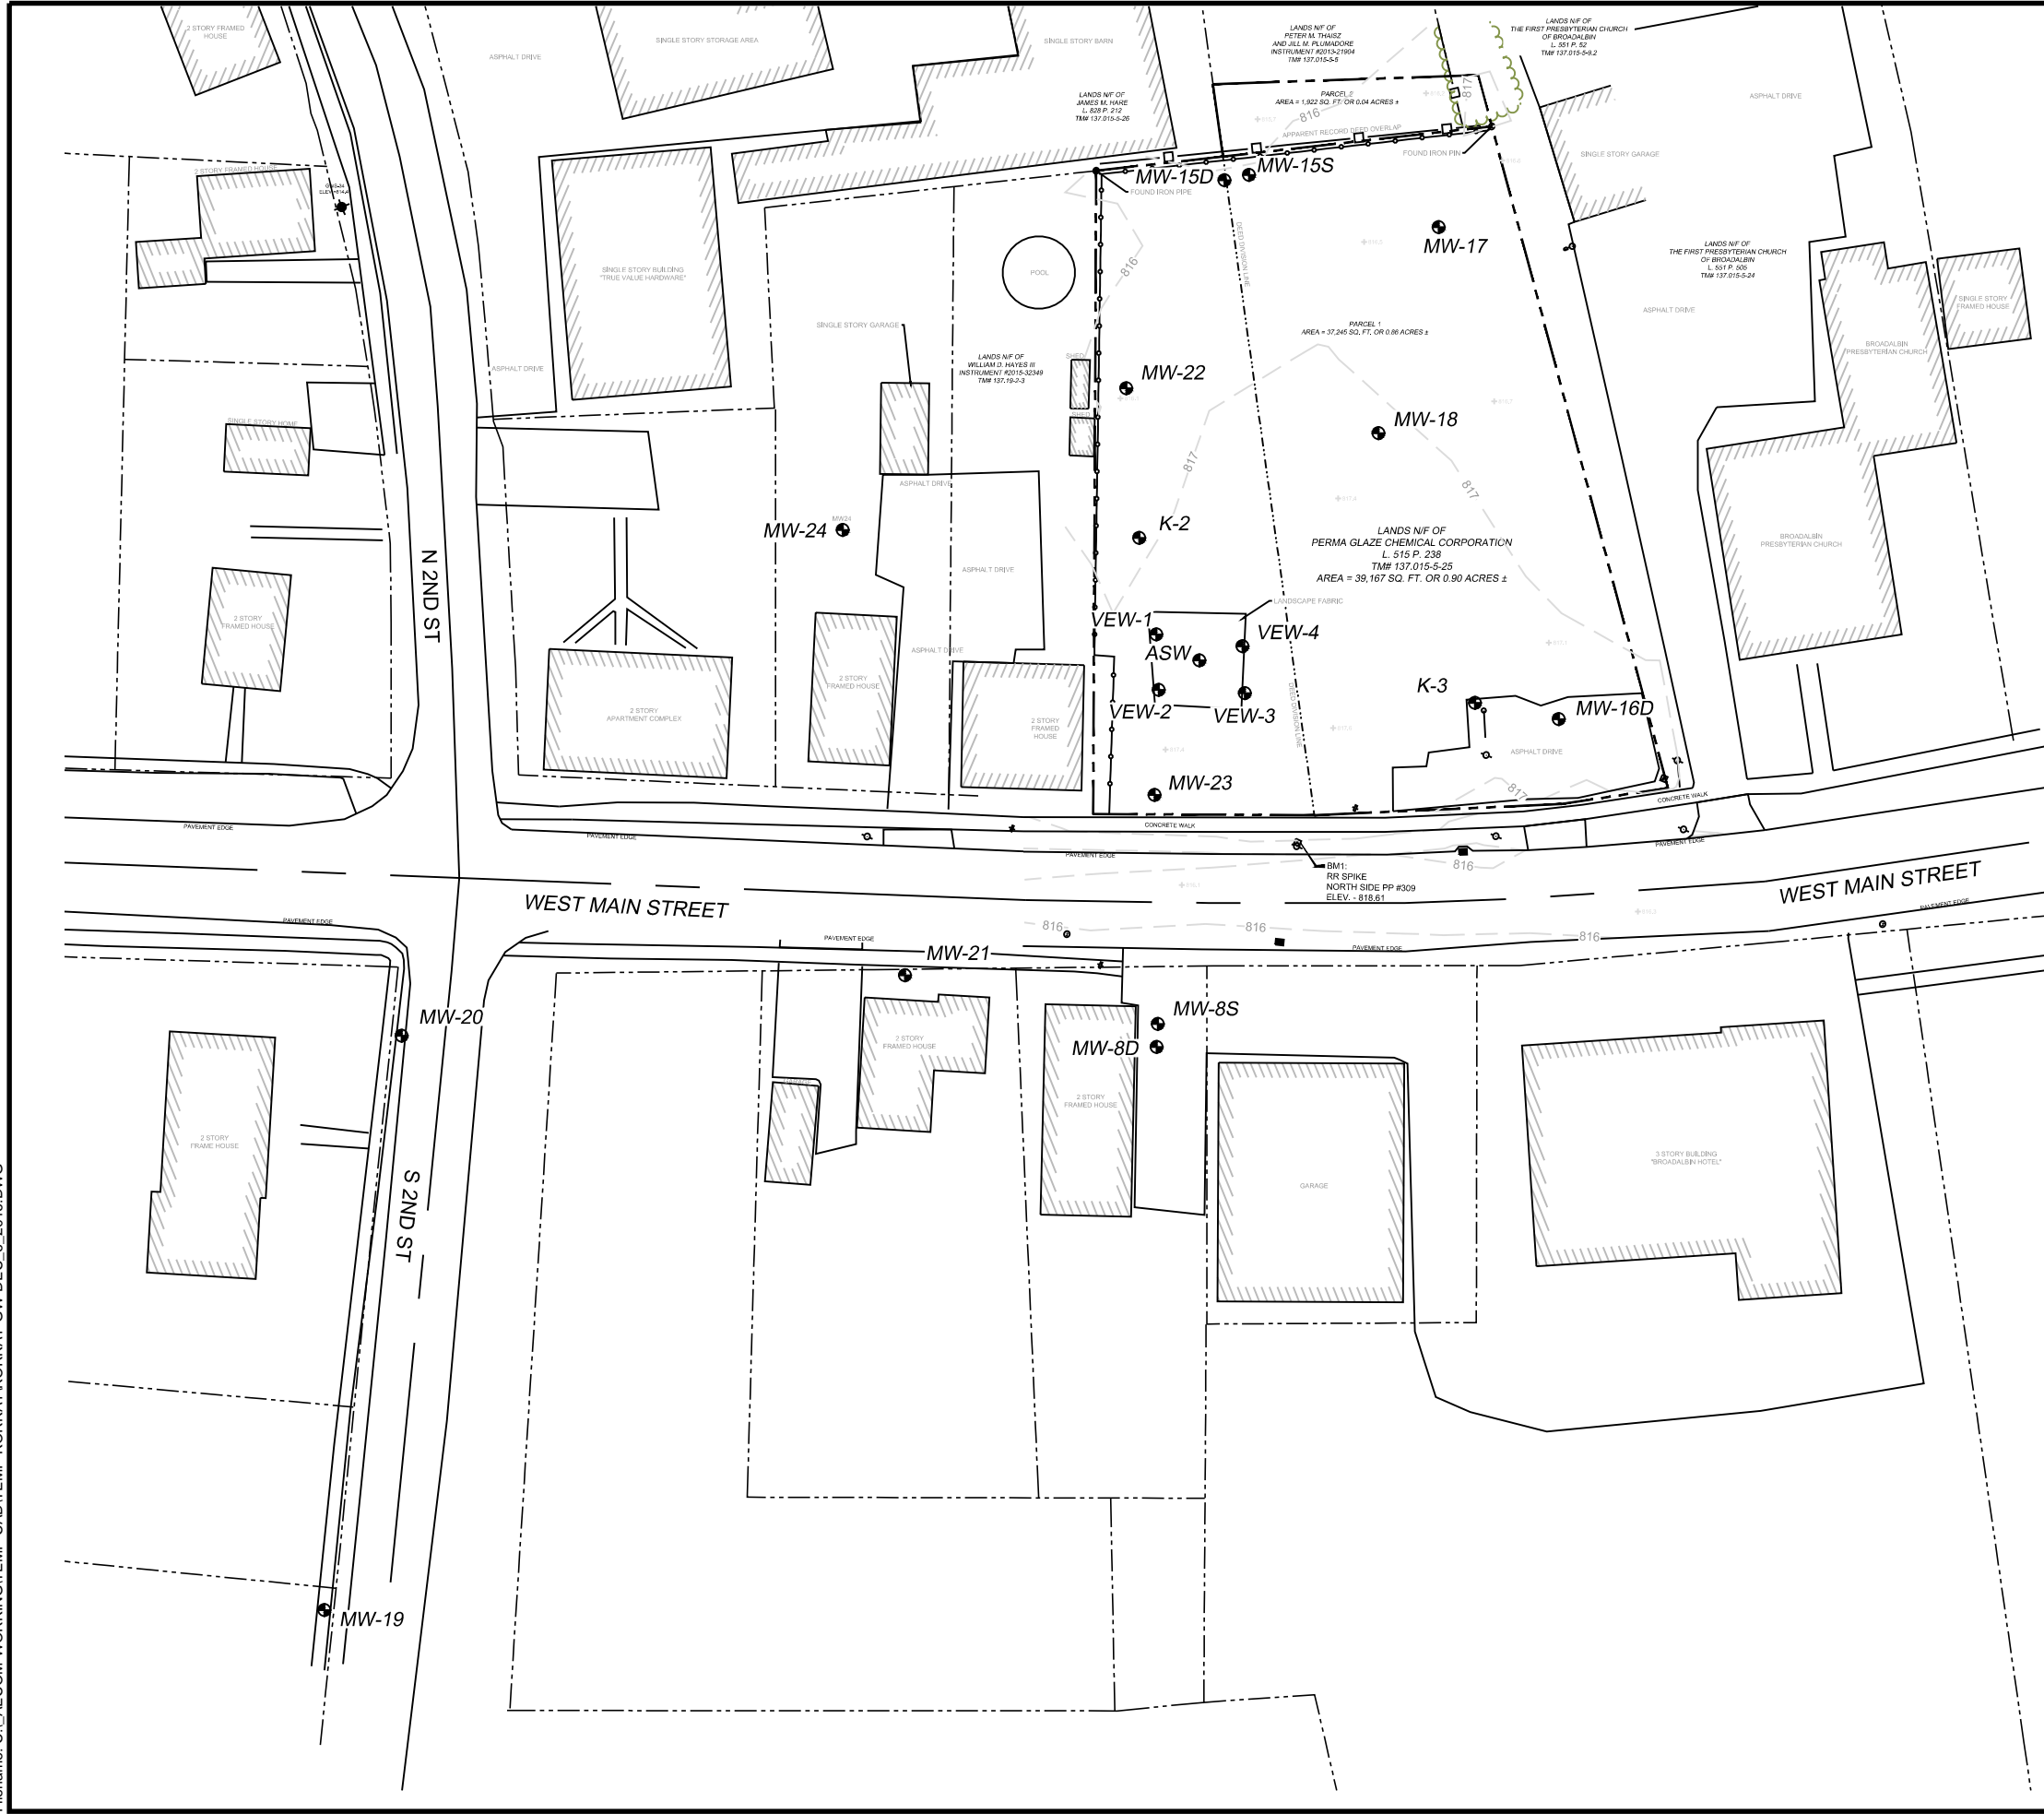 2 STORY FRAMED
HOUSE
ASPHALT DRIVE
SINGLE STORY STORAGE AREA
SINGLE STORY BARN
LANDS N/F OF
PETER M. THAISZ
AND JILL M. PLUMADORE
INSTRUMENT #2013-21904
TM# 137.015-5-5
LANDS N/F OF
THE FIRST PRESBYTERIAN CHURCH
OF BROADALBIN
L. 551 P. 52
TM# 137.015-5-9.2
LANDS N/F OF
JAMES M. HARE
L. 828 P. 212
TM# 137.015-5-26
PARCEL 2
AREA = 1,922 SQ. FT. OR 0.04 ACRES ±
817
816
APPARENT RECORD DEED OVERLAP
FOUND IRON PIN
ASPHALT DRIVE
SINGLE STORY GARAGE
2 STORY FRAMED HOUSE
MW-15D
MW-15S
FOUND IRON PIPE
DEED DIVISION LINE
MW-17
LANDS N/F OF
THE FIRST PRESBYTERIAN CHURCH
OF BROADALBIN
L. 551 P. 505
TM# 137.015-5-24
SINGLE STORY BUILDING
"TRUE VALUE HARDWARE"
POOL
816
SINGLE STORY
FRAMED HOUSE
ASPHALT DRIVE
SINGLE STORY GARAGE
PARCEL 1
AREA = 37,245 SQ. FT. OR 0.86 ACRES ±
BROADALBIN
PRESBYTERIAN CHURCH
ASPHALT DRIVE
LANDS N/F OF
WILLIAM D. HAYES III
INSTRUMENT #2015-32349
TM# 137.19-2-3
SHED
MW-22
SHED
MW-18
SINGLE STORY HOME
817
817
ASPHALT DRIVE
MW24
MW-24
K-2
LANDS N/F OF
PERMA GLAZE CHEMICAL CORPORATION
L. 515 P. 238
TM# 137.015-5-25
AREA = 39,167 SQ. FT. OR 0.90 ACRES ±
BROADALBIN
PRESBYTERIAN CHURCH
N 2ND ST
ASPHALT DRIVE
LANDSCAPE FABRIC
2 STORY
FRAMED HOUSE
VEW-1
VEW-4
ASW
ASPHALT DRIVE
2 STORY
FRAMED HOUSE
2 STORY
APARTMENT COMPLEX
2 STORY
FRAMED
HOUSE
VEW-2
VEW-3
DEED DIVISION LINE
K-3
MW-16D
ASPHALT DRIVE
MW-23
817
CONCRETE WALK
CONCRETE WALK
PAVEMENT EDGE
PAVEMENT EDGE
PAVEMENT EDGE
PAVEMENT EDGE
816
BM1:
RR SPIKE
NORTH SIDE PP #309
ELEV. - 818.61
WEST MAIN STREET
WEST MAIN STREET
PAVEMENT EDGE
PAVEMENT EDGE
816
816
816
PAVEMENT EDGE
PAVEMENT EDGE
MW-21
MW-20
MW-8S
MW-8D
2 STORY
FRAMED HOUSE
2 STORY
FRAMED HOUSE
2 STORY
FRAME HOUSE
GARAGE
3 STORY BUILDING
"BROADALBIN HOTEL"
S 2ND ST
MW-19